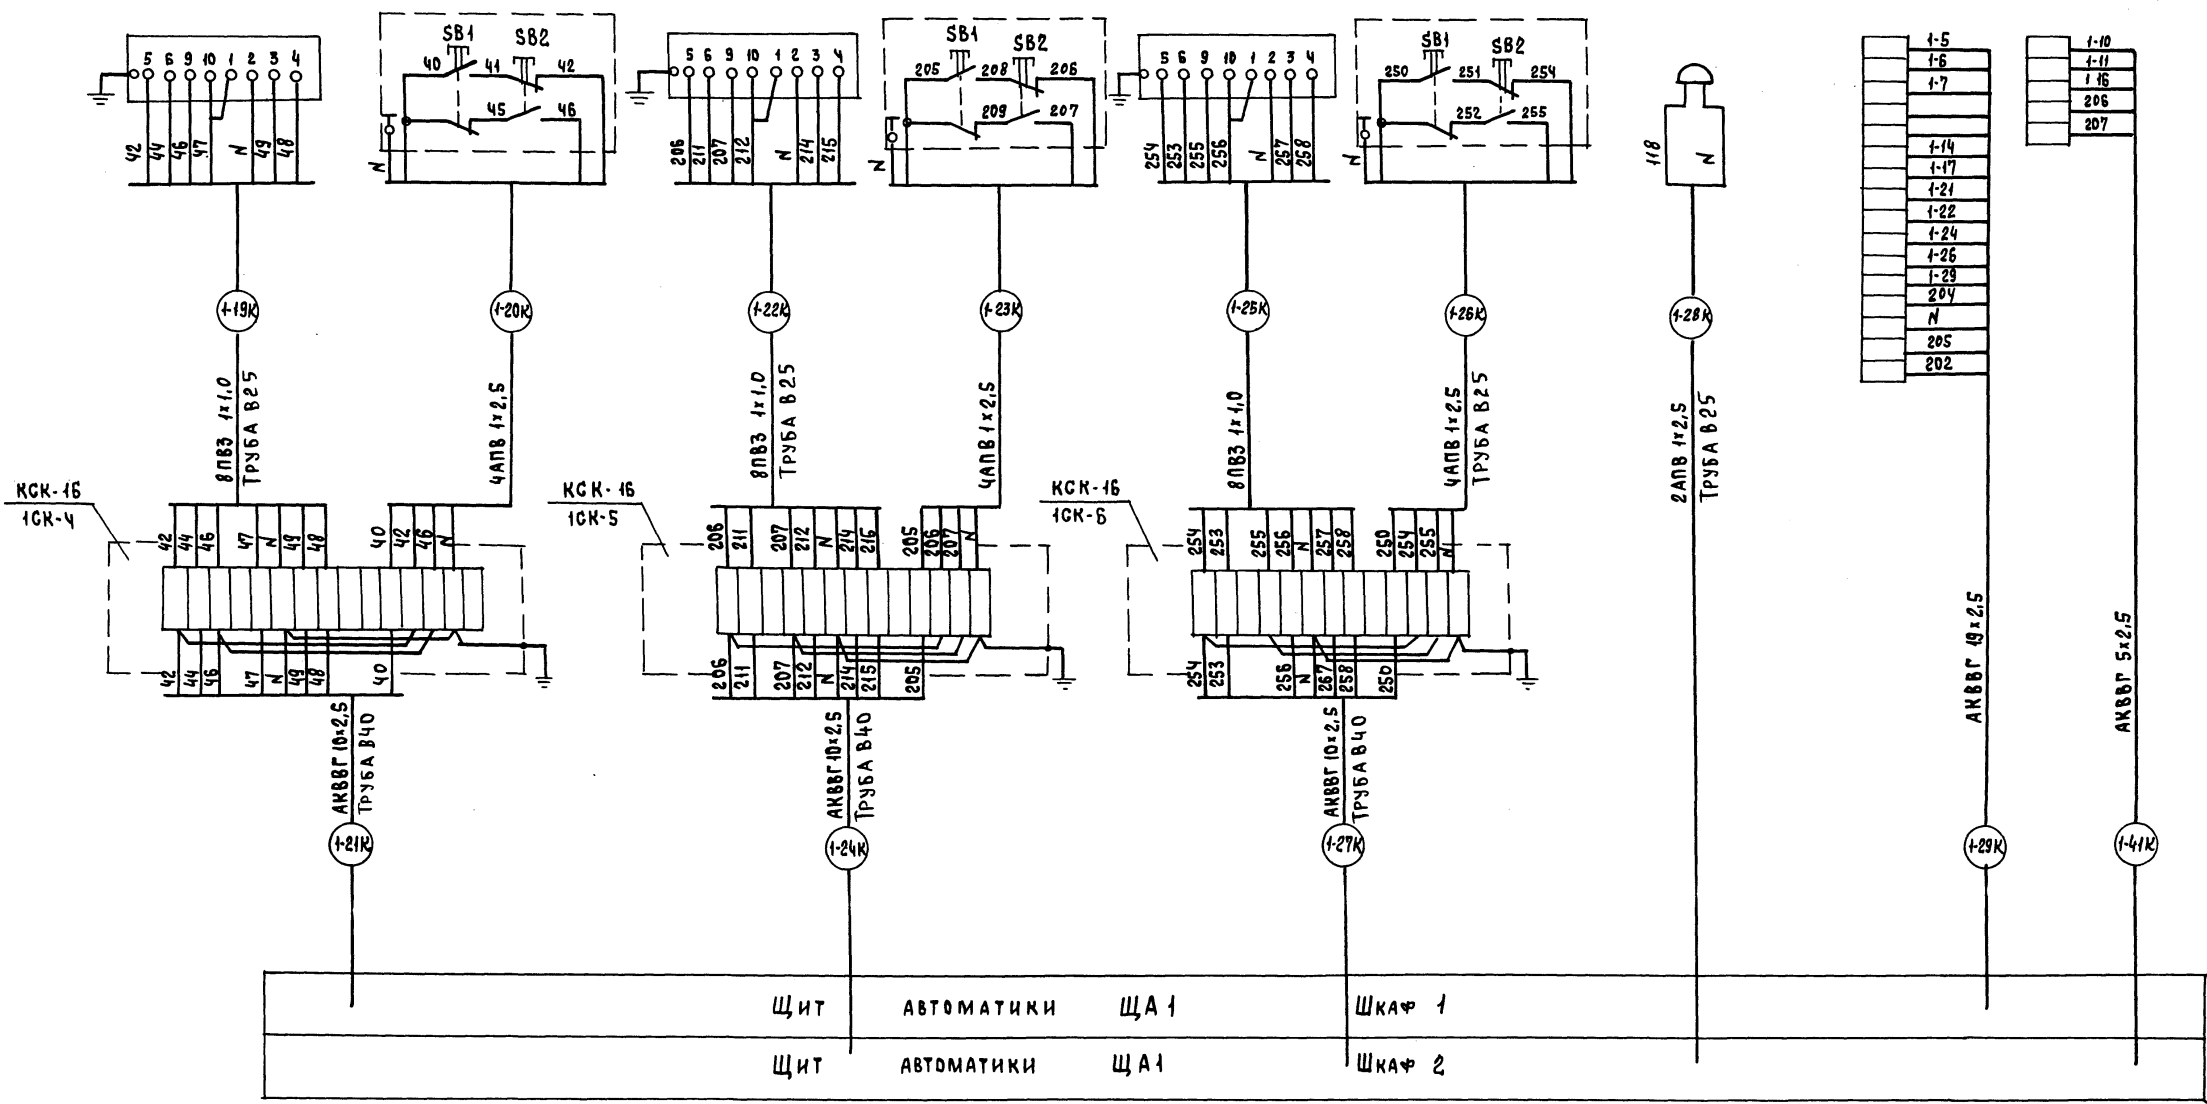 5 6 9 10 1 2 3 4
42 44 46 47 N 49 48
SB1 SB2
40 41 42
45 46
N
5 6 9 10 1 2 3 4
206 211 207 212 N 214 215
SB1 SB2
205 208 206
209 207
N
5 6 9 10 1 2 3 4
254 253 255 256 N 257 258
SB1 SB2
250 251 254
252 255
N
118 N
1-5
1-6
1-7
1-14
1-17
1-21
1-22
1-24
1-26
1-29
204
N
205
202
1-10
1-11
1 16
206
207
1-19К
1-20К
1-22К
1-23К
1-25К
1-26К
1-28К
8ПВ3 1х1,0
ТРУБА В25
4АПВ 1х2,5
8ПВ3 1х1,0
ТРУБА В25
4АПВ 1х2,5
8ПВ3 1х1,0
4АПВ 1х2,5
ТРУБА В25
2АПВ 1х2,5
ТРУБА В25
КСК-16
1СК-4
КСК-16
1СК-5
КСК-16
1СК-6
42 44 46 47 N 49 48 40 42 46 N
206 211 207 212 N 214 216 205 206 207 N
254 253 255 256 N 257 258 250 254 255 N
42 44 46 47 N 49 48 40
206 211 207 212 N 214 215 205
254 253 256 N 267 258 250
АКВВГ 10х2,5
ТРУБА В40
АКВВГ 10х2,5
ТРУБА В40
АКВВГ 10х2,5
ТРУБА В40
АКВВГ 19х2,5
АКВВГ 5х2,5
1-21К
1-24К
1-27К
1-29К
1-41К
Щит автоматики ЩА1 Шкаф 1
Щит автоматики ЩА1 Шкаф 2